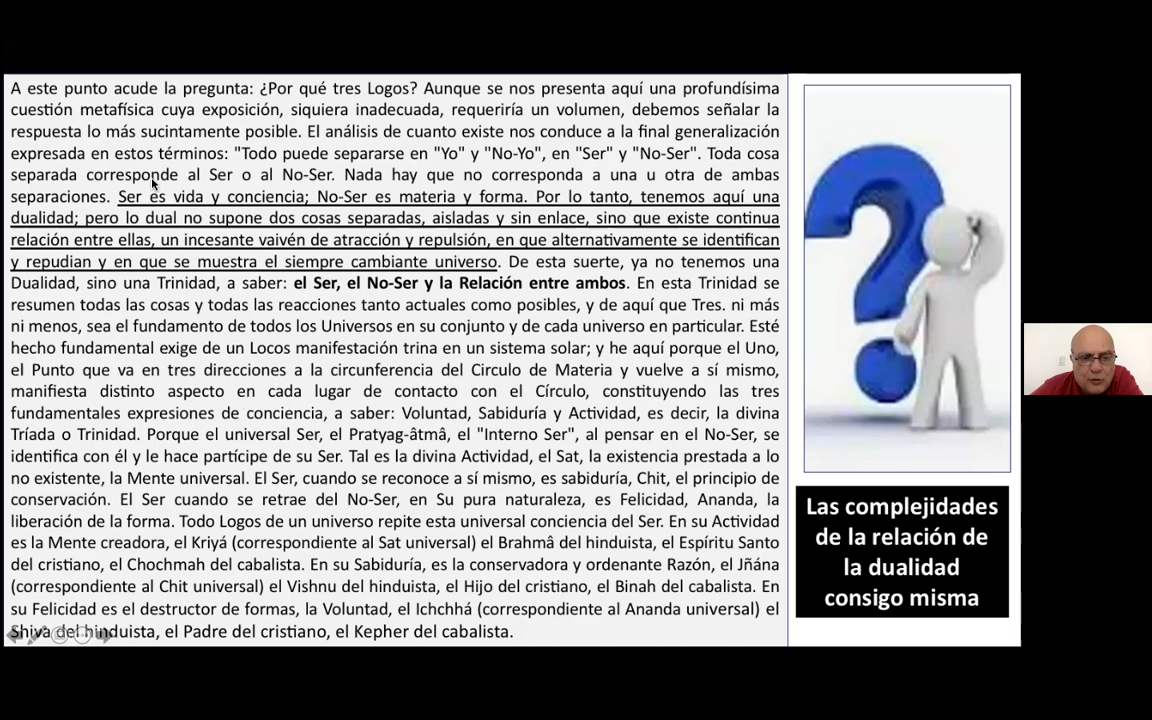 A este punto acude la pregunta: ¿Por qué tres Logos? Aunque se nos presenta aquí una profundísima
cuestión metafísica cuya exposición, siquiera inadecuada, requeriría un volumen, debemos señalar la
respuesta lo más sucintamente posible. El análisis de cuanto existe nos conduce a la final generalización
expresada en estos términos: "Todo puede separarse en "Yo" y "No-Yo", en "Ser" y "No-Ser". Toda cosa
separada corresponde al Ser o al No-Ser. Nada hay que no corresponda a una u otra de ambas
separaciones. Ser es vida y conciencia; No-Ser es materia y forma. Por lo tanto, tenemos aquí una
dualidad; pero lo dual no supone dos cosas separadas, aisladas y sin enlace, sino que existe continua
relación entre ellas, un incesante vaivén de atracción y repulsión, en que alternativamente se identifican
y repudian y en que se muestra el siempre cambiante universo. De esta suerte, ya no tenemos una
Dualidad, sino una Trinidad, a saber: el Ser, el No-Ser y la Relación entre ambos. En esta Trinidad se
resumen todas las cosas y todas las reacciones tanto actuales como posibles, y de aquí que Tres. ni más
ni menos, sea el fundamento de todos los Universos en su conjunto y de cada universo en particular. Esté
hecho fundamental exige de un Locos manifestación trina en un sistema solar; y he aquí porque el Uno,
el Punto que va en tres direcciones a la circunferencia del Circulo de Materia y vuelve a sí mismo,
manifiesta distinto aspecto en cada lugar de contacto con el Círculo, constituyendo las tres
fundamentales expresiones de conciencia, a saber: Voluntad, Sabiduría y Actividad, es decir, la divina
Tríada o Trinidad. Porque el universal Ser, el Pratyag-âtmâ, el "Interno Ser", al pensar en el No-Ser, se
identifica con él y le hace partícipe de su Ser. Tal es la divina Actividad, el Sat, la existencia prestada a lo
no existente, la Mente universal. El Ser, cuando se reconoce a sí mismo, es sabiduría, Chit, el principio de
conservación. El Ser cuando se retrae del No-Ser, en Su pura naturaleza, es Felicidad, Ananda, la
liberación de la forma. Todo Logos de un universo repite esta universal conciencia del Ser. En su Actividad
es la Mente creadora, el Kriyá (correspondiente al Sat universal) el Brahmâ del hinduista, el Espíritu Santo
del cristiano, el Chochmah del cabalista. En su Sabiduría, es la conservadora y ordenante Razón, el Jñána
(correspondiente al Chit universal) el Vishnu del hinduista, el Hijo del cristiano, el Binah del cabalista. En
su Felicidad es el destructor de formas, la Voluntad, el Ichchhá (correspondiente al Ananda universal) el
Shiva del hinduista, el Padre del cristiano, el Kepher del cabalista.
Las complejidades
de la relación de
la dualidad
consigo misma